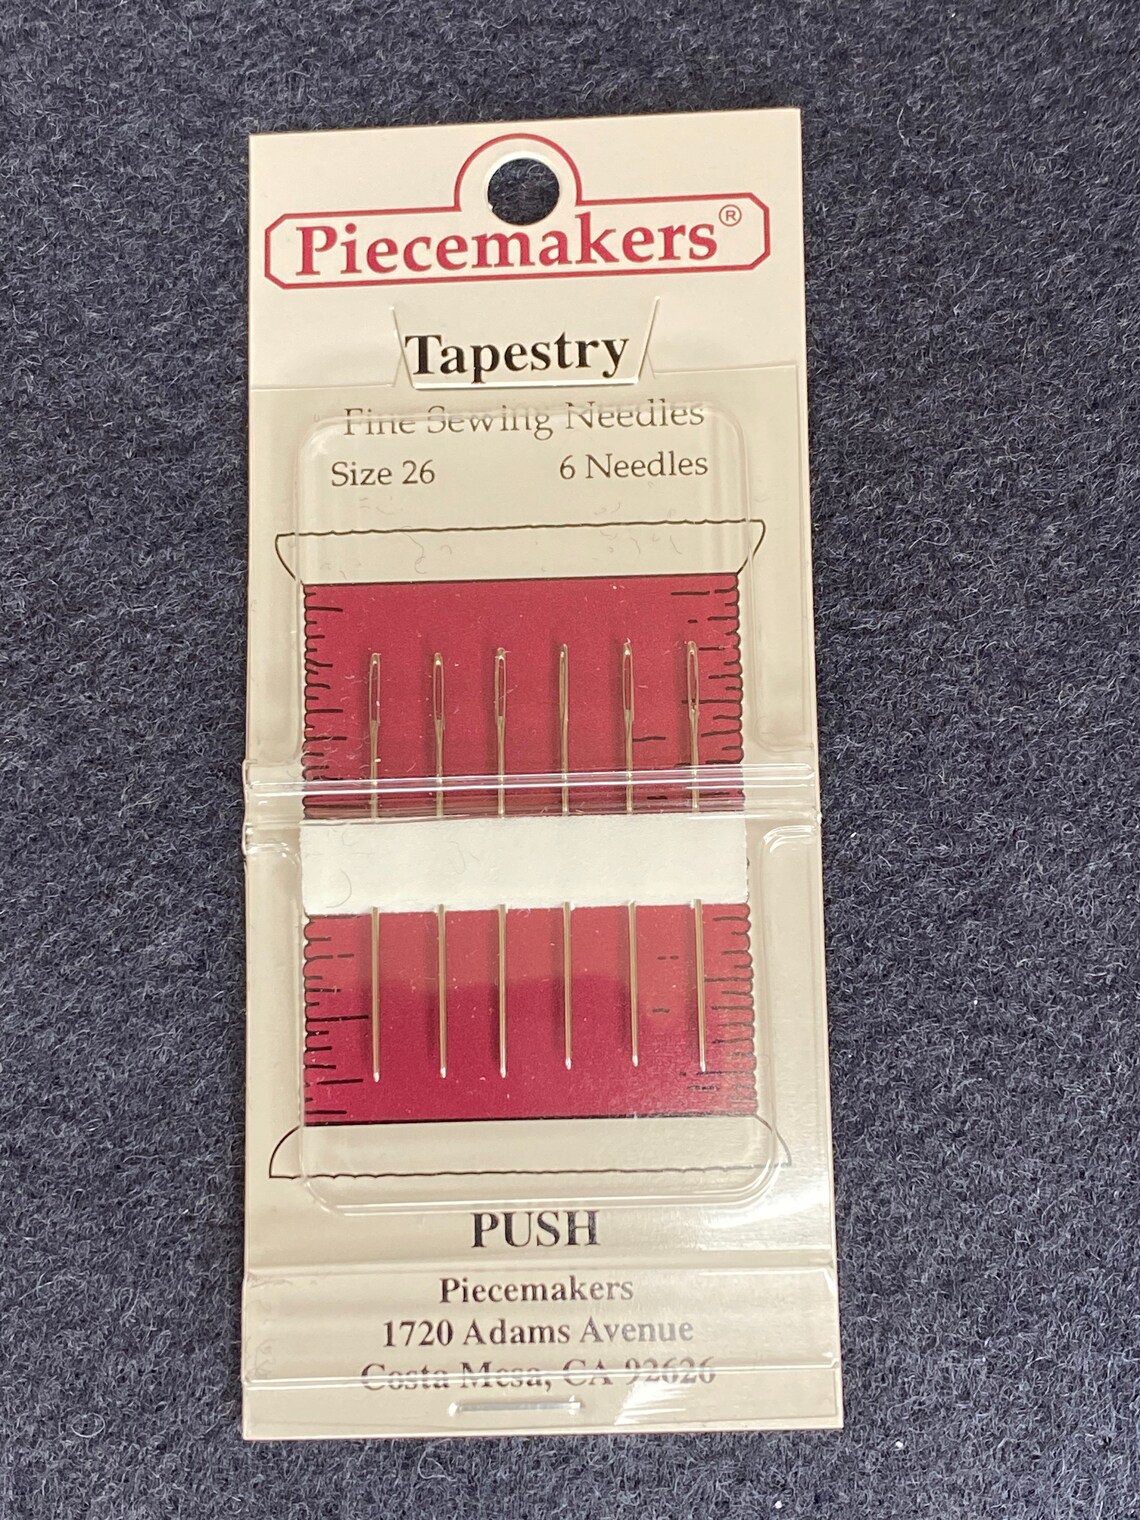 Piecemakers®
Tapestry
Fine Sewing Needles
Size 26 6 Needles
PUSH
Piecemakers
1720 Adams Avenue
Costa Mesa, CA 92626